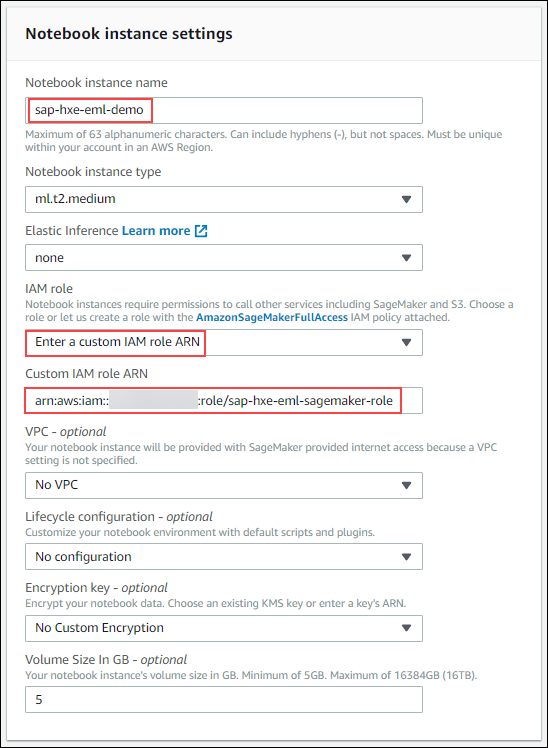 Notebook instance settings
Notebook instance name
sap-hxe-eml-demo
Maximum of 63 alphanumeric characters. Can include hyphens (-), but not spaces. Must be unique
within your account in an AWS Region.
Notebook instance type
ml.t2.medium
Elastic Inference Learn more
none
IAM role
Notebook instances require permissions to call other services including SageMaker and S3. Choose a
role or let us create a role with the AmazonSageMakerFullAccess IAM policy attached.
Enter a custom IAM role ARN
Custom IAM role ARN
arn:aws:iam:: :role/sap-hxe-eml-sagemaker-role
VPC - optional
Your notebook instance will be provided with SageMaker provided internet access because a VPC
setting is not specified.
No VPC
Lifecycle configuration - optional
Customize your notebook environment with default scripts and plugins.
No configuration
Encryption key - optional
Encrypt your notebook data. Choose an existing KMS key or enter a key's ARN.
No Custom Encryption
Volume Size In GB - optional
Your notebook instance's volume size in GB. Minimum of 5GB. Maximum of 16384GB (16TB).
5